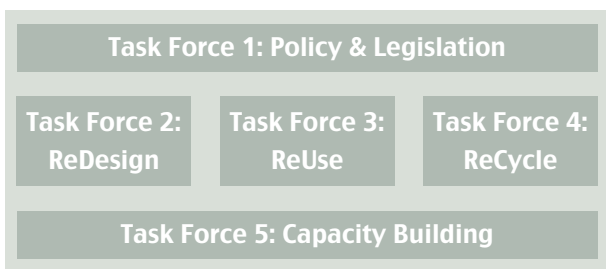 Task Force 1: Policy & Legislation
Task Force 2:
ReDesign
Task Force 3:
ReUse
Task Force 4:
ReCycle
Task Force 5: Capacity Building